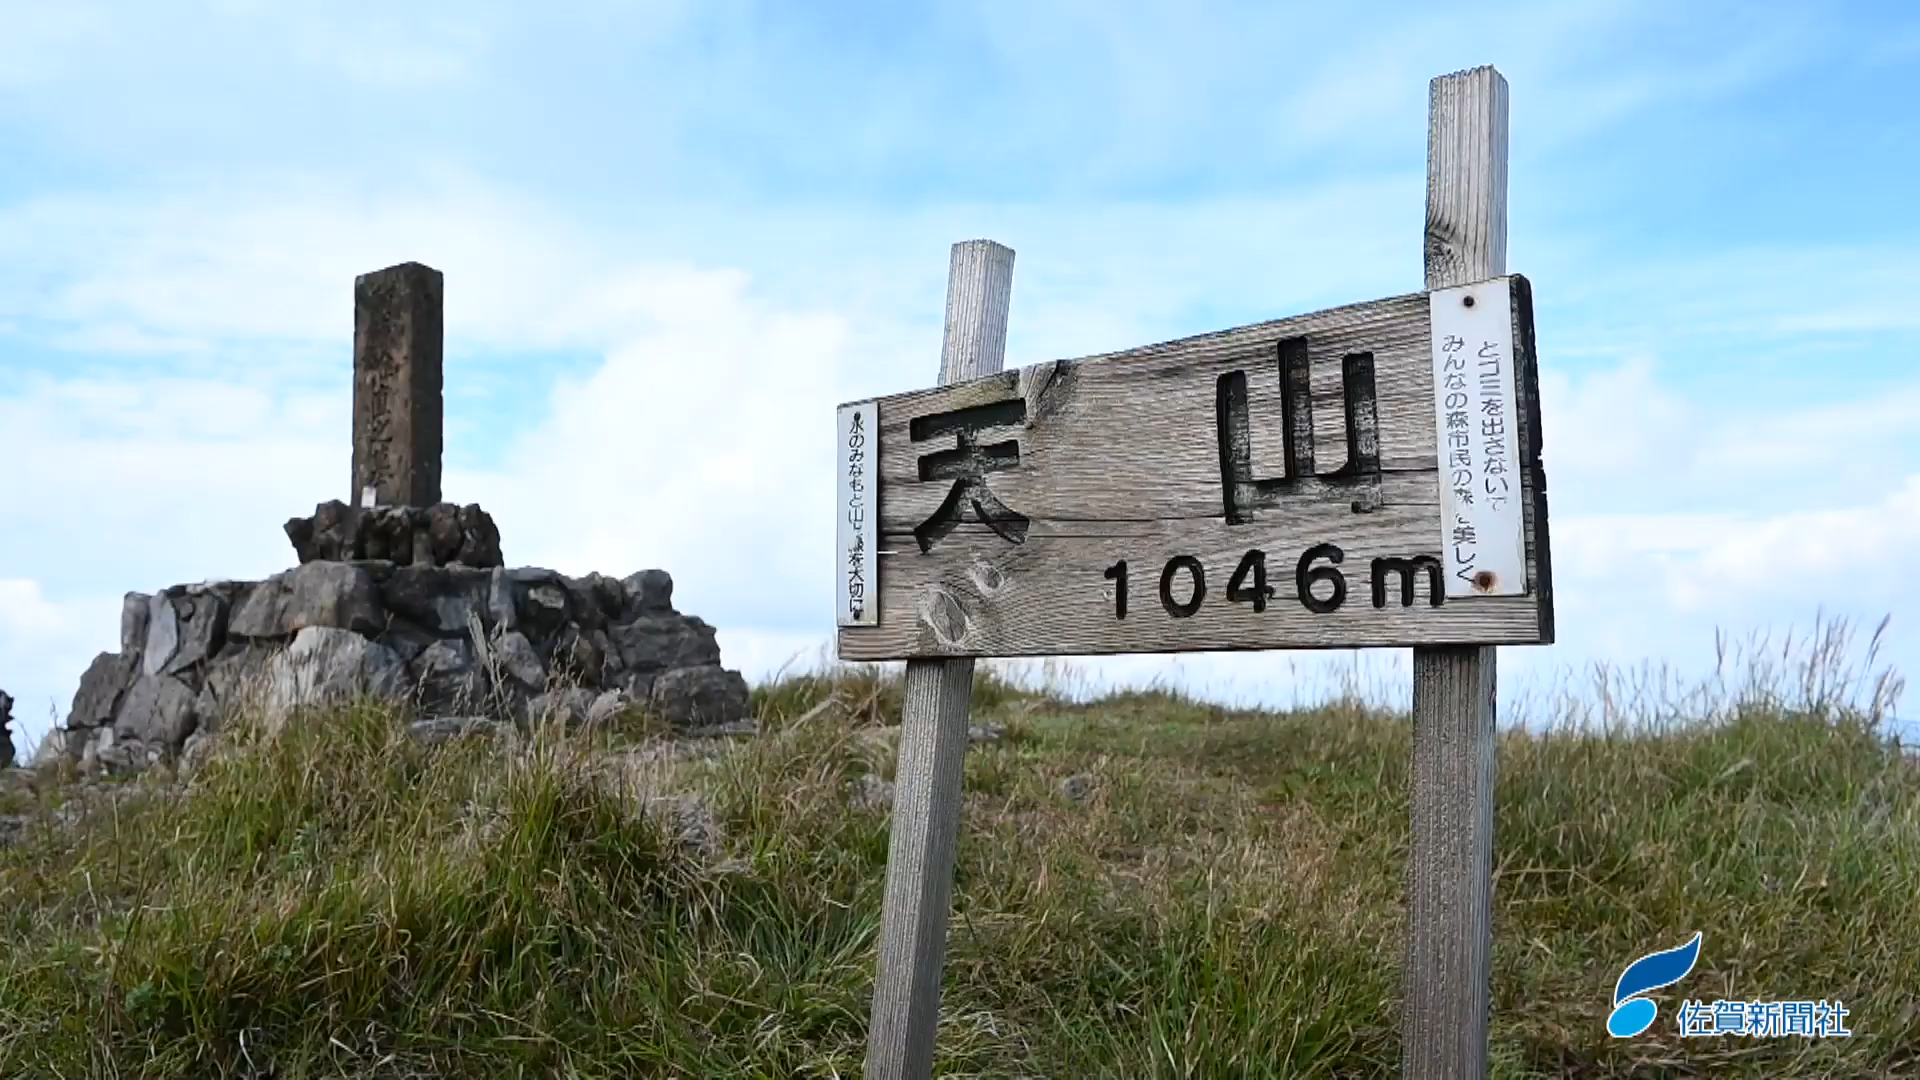 天山
1046m
水のみなもと山と緑を大切に
とゴミを出さないで
みんなの森市民の森を美しく
佐賀新聞社